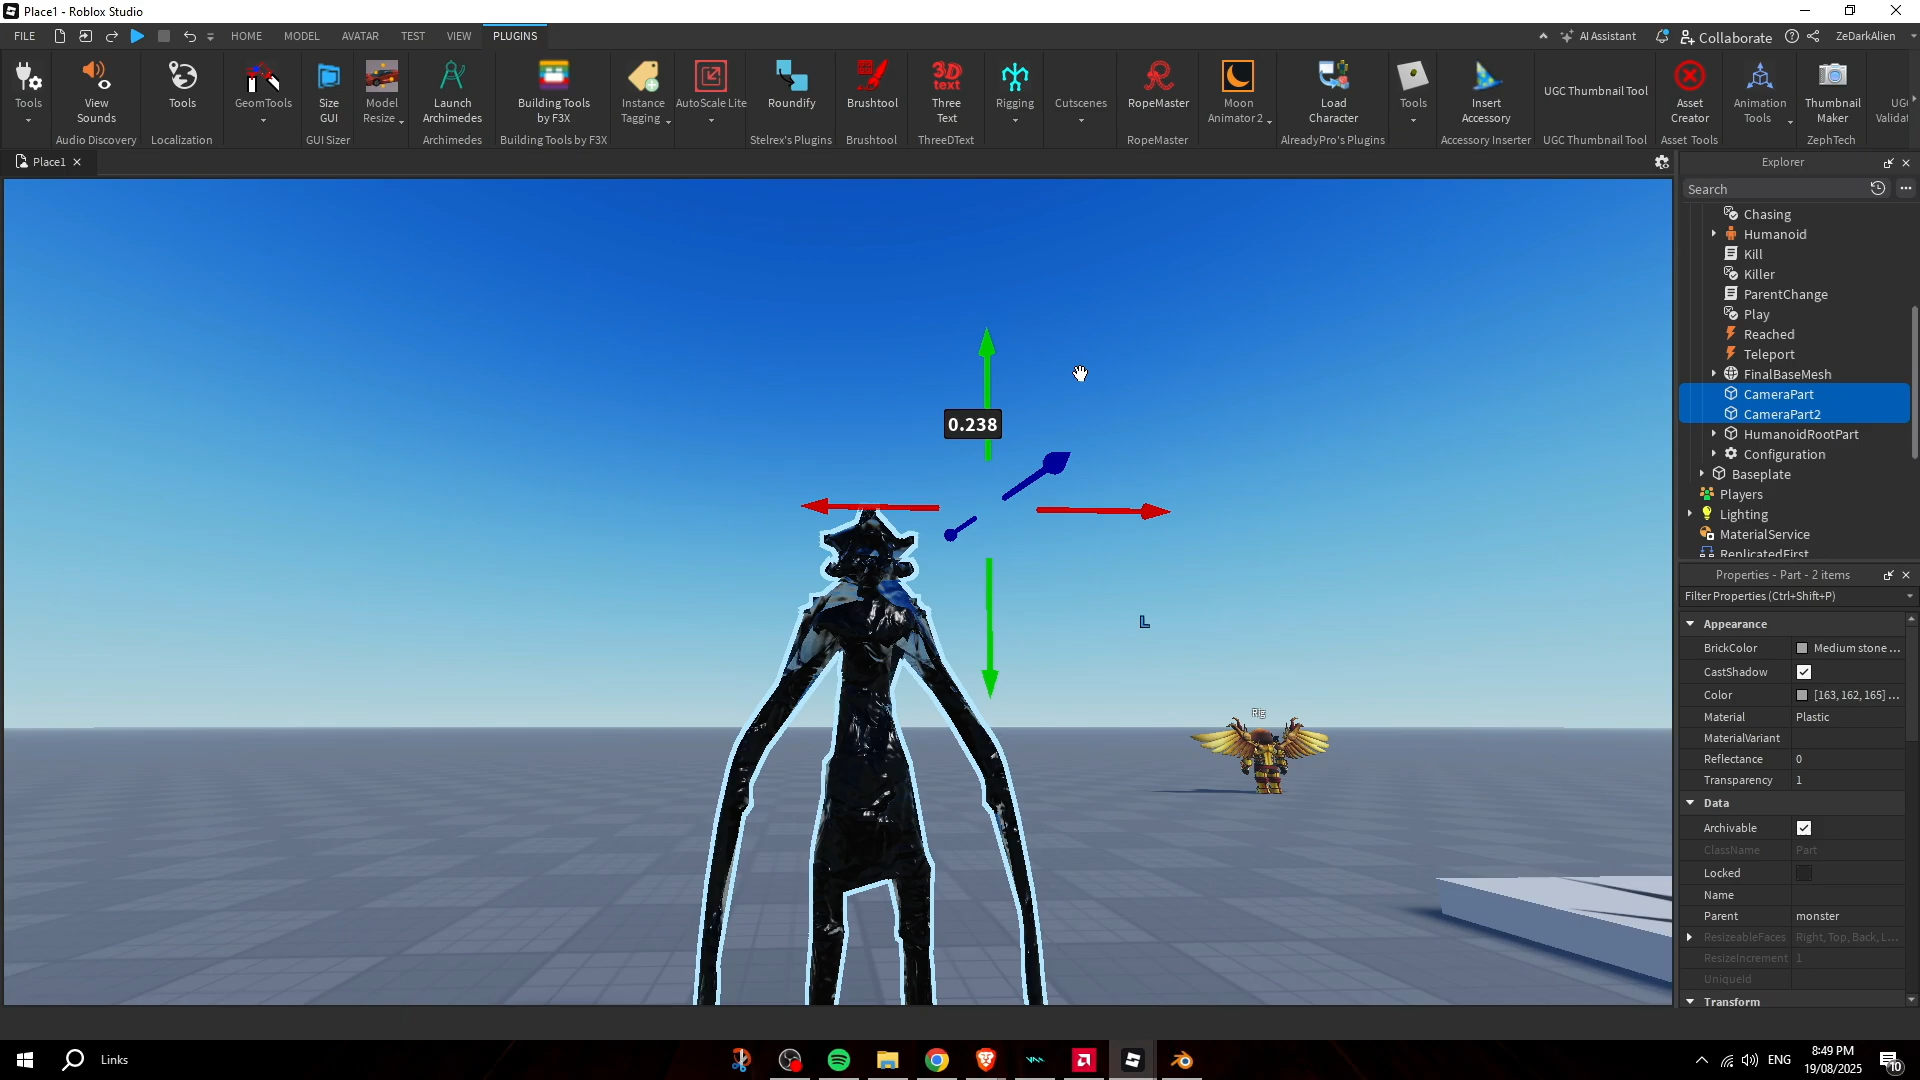 Place1 - Roblox Studio
FILE HOME MODEL AVATAR TEST VIEW PLUGINS AI Assistant Collaborate ZeDarkAlien
Tools
View Sounds
Audio Discovery
Tools
Localization
GeomTools
Size GUI
GUI Sizer
Model Resize
Launch Archimedes
Archimedes
Building Tools by F3X
Building Tools by F3X
Instance Tagging
AutoScale Lite
Roundify
Stelrex's Plugins
Brushtool
Brushtool
3D text
Three Text
ThreeDText
Rigging
Cutscenes
RopeMaster
RopeMaster
Moon Animator 2
Load Character
AlreadyPro's Plugins
Tools
Insert Accessory
Accessory Inserter
UGC Thumbnail Tool
UGC Thumbnail Tool
Asset Creator
Asset Tools
Animation Tools
Thumbnail Maker
ZephTech
Place1
0.238
L
Rig
Explorer
Search
Chasing
Humanoid
Kill
Killer
ParentChange
Play
Reached
Teleport
FinalBaseMesh
CameraPart
CameraPart2
HumanoidRootPart
Configuration
Baseplate
Players
Lighting
MaterialService
ReplicatedFirst
Properties - Part - 2 items
Filter Properties (Ctrl+Shift+P)
Appearance
BrickColor Medium stone ...
CastShadow
Color [163, 162, 165] ...
Material Plastic
MaterialVariant
Reflectance 0
Transparency 1
Data
Archivable
ClassName Part
Locked
Name
Parent monster
ResizeableFaces Right, Top, Back, L...
ResizeIncrement 1
UniqueId
Transform
Links
ENG
8:49 PM
19/08/2025
10